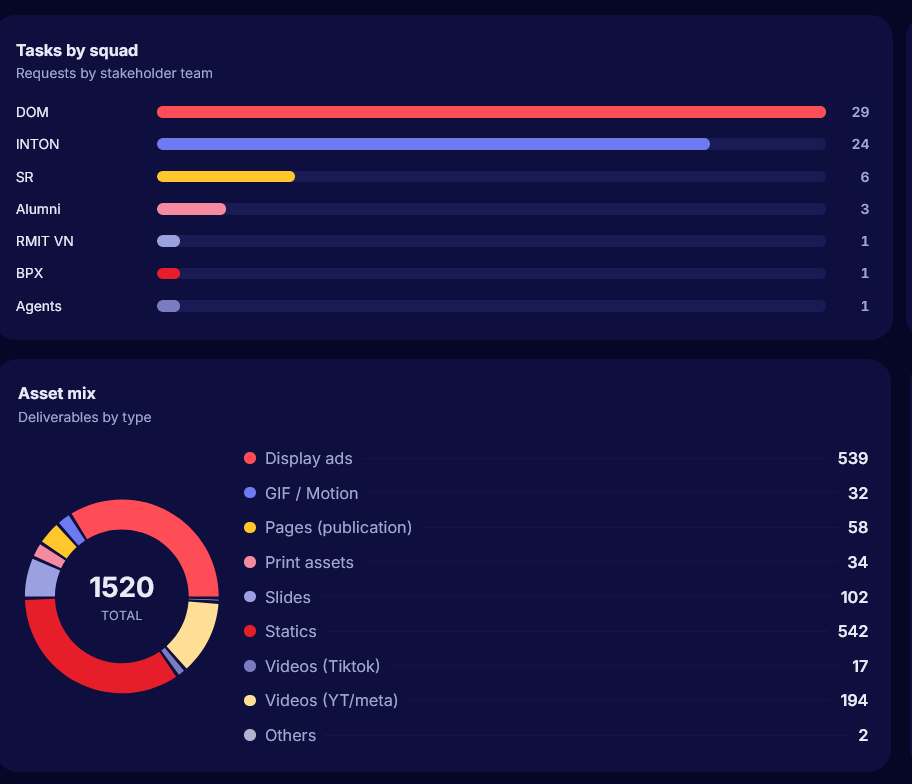 Tasks by squad
Requests by stakeholder team
DOM 29
INTON 24
SR 6
Alumni 3
RMIT VN 1
BPX 1
Agents 1
Asset mix
Deliverables by type
1520
TOTAL
Display ads 539
GIF / Motion 32
Pages (publication) 58
Print assets 34
Slides 102
Statics 542
Videos (Tiktok) 17
Videos (YT/meta) 194
Others 2